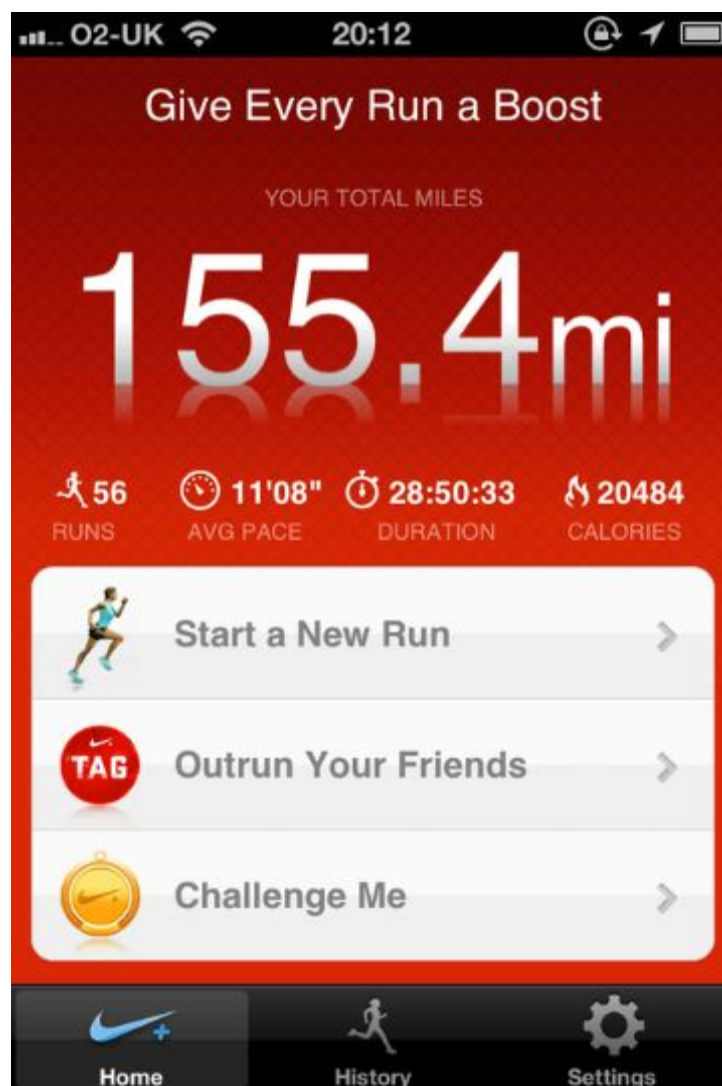 O2-UK 20:12
Give Every Run a Boost
YOUR TOTAL MILES
155.4mi
56 11'08" 28:50:33 20484
RUNS AVG PACE DURATION CALORIES
Start a New Run
TAG Outrun Your Friends
Challenge Me
Home History Settings